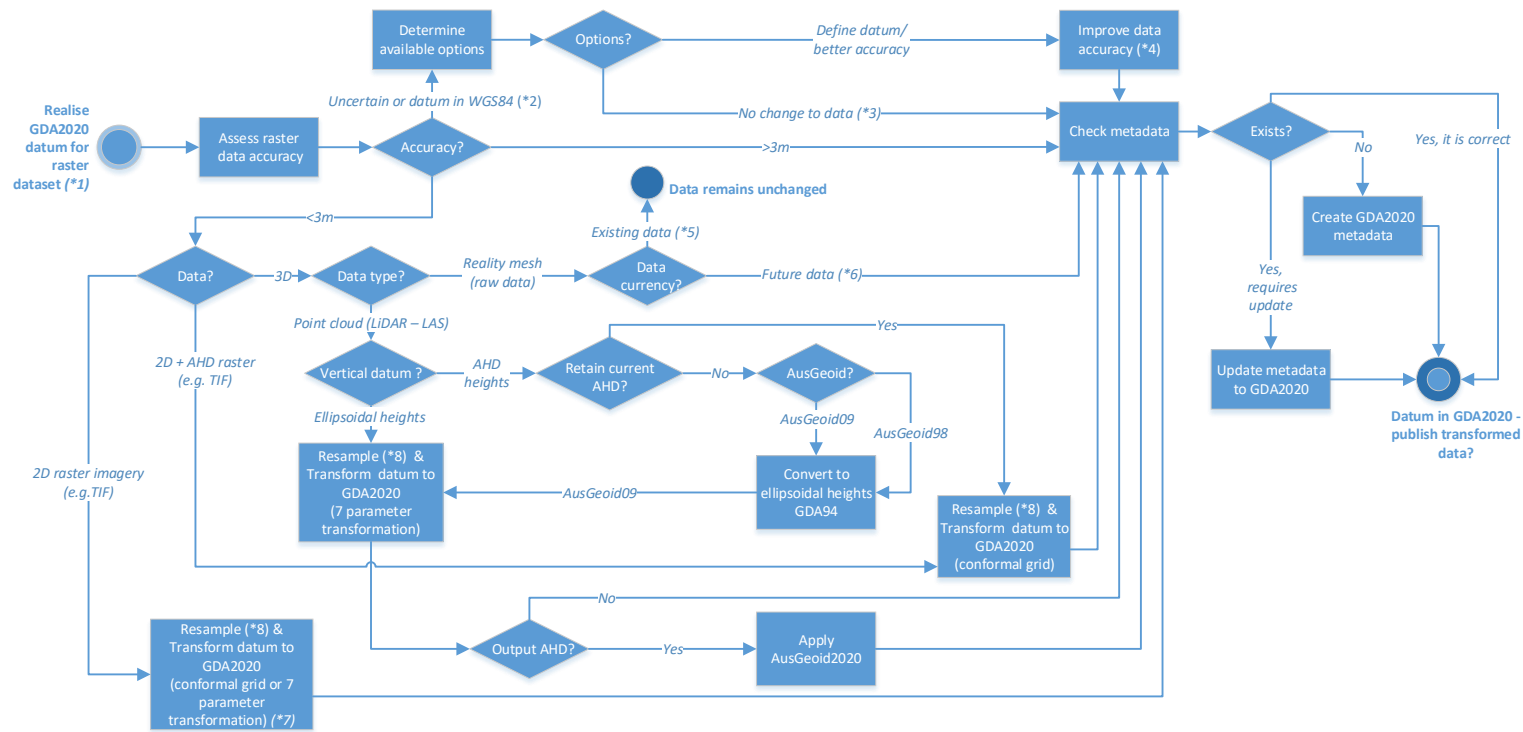 Realise
GDA2020
datum for
raster
dataset (*1)
Assess raster
data accuracy
Accuracy?
Uncertain or datum in WGS84 (*2)
Determine
available options
Options?
Define datum/
better accuracy
Improve data
accuracy (*4)
No change to data (*3)
>3m
Check metadata
Exists?
Yes, it is correct
No
Create GDA2020
metadata
Yes,
requires
update
Update metadata
to GDA2020
Datum in GDA2020 -
publish transformed
data?
<3m
Data?
3D
Data type?
Reality mesh
(raw data)
Data
currency?
Existing data (*5)
Data remains unchanged
Future data (*6)
Point cloud (LiDAR – LAS)
Vertical datum ?
AHD
heights
Retain current
AHD?
Yes
No
AusGeoid?
AusGeoid09
AusGeoid98
Convert to
ellipsoidal heights
GDA94
AusGeoid09
Ellipsoidal heights
Resample (*8) &
Transform datum to
GDA2020
(7 parameter
transformation)
2D + AHD raster
(e.g. TIF)
Resample (*8) &
Transform datum to
GDA2020
(conformal grid)
Output AHD?
No
Yes
Apply
AusGeoid2020
2D raster imagery
(e.g.TIF)
Resample (*8) &
Transform datum to
GDA2020
(conformal grid or 7
parameter
transformation) (*7)